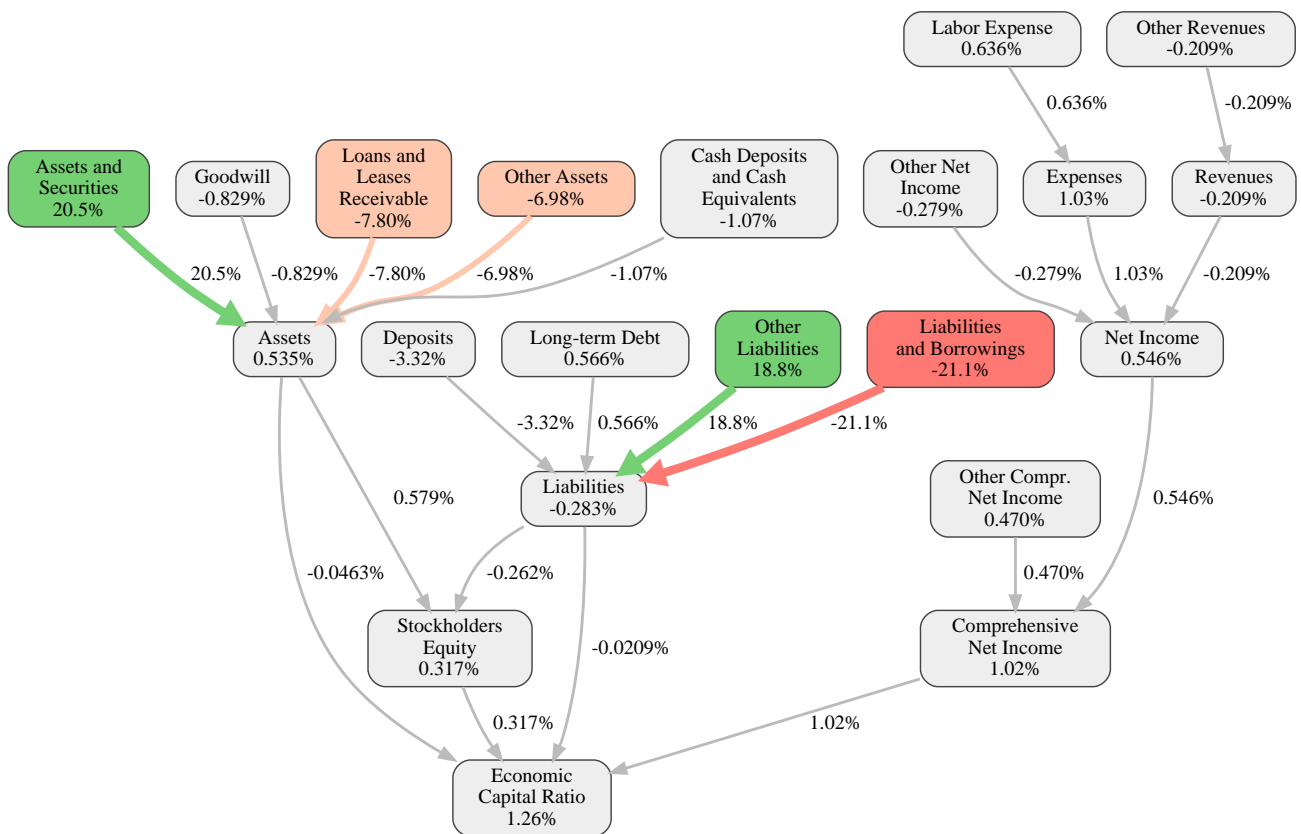 Labor Expense
0.636%
Other Revenues
-0.209%
0.636%
-0.209%
Assets and
Securities
20.5%
Goodwill
-0.829%
Loans and
Leases
Receivable
-7.80%
Other Assets
-6.98%
Cash Deposits
and Cash
Equivalents
-1.07%
Other Net
Income
-0.279%
Expenses
1.03%
Revenues
-0.209%
20.5%
-0.829%
-7.80%
-6.98%
-1.07%
-0.279%
1.03%
-0.209%
Assets
0.535%
Deposits
-3.32%
Long-term Debt
0.566%
Other
Liabilities
18.8%
Liabilities
and Borrowings
-21.1%
Net Income
0.546%
-3.32%
0.566%
18.8%
-21.1%
Liabilities
-0.283%
Other Compr.
Net Income
0.470%
0.579%
0.546%
-0.0463%
-0.262%
0.470%
Stockholders
Equity
0.317%
-0.0209%
Comprehensive
Net Income
1.02%
0.317%
1.02%
Economic
Capital Ratio
1.26%